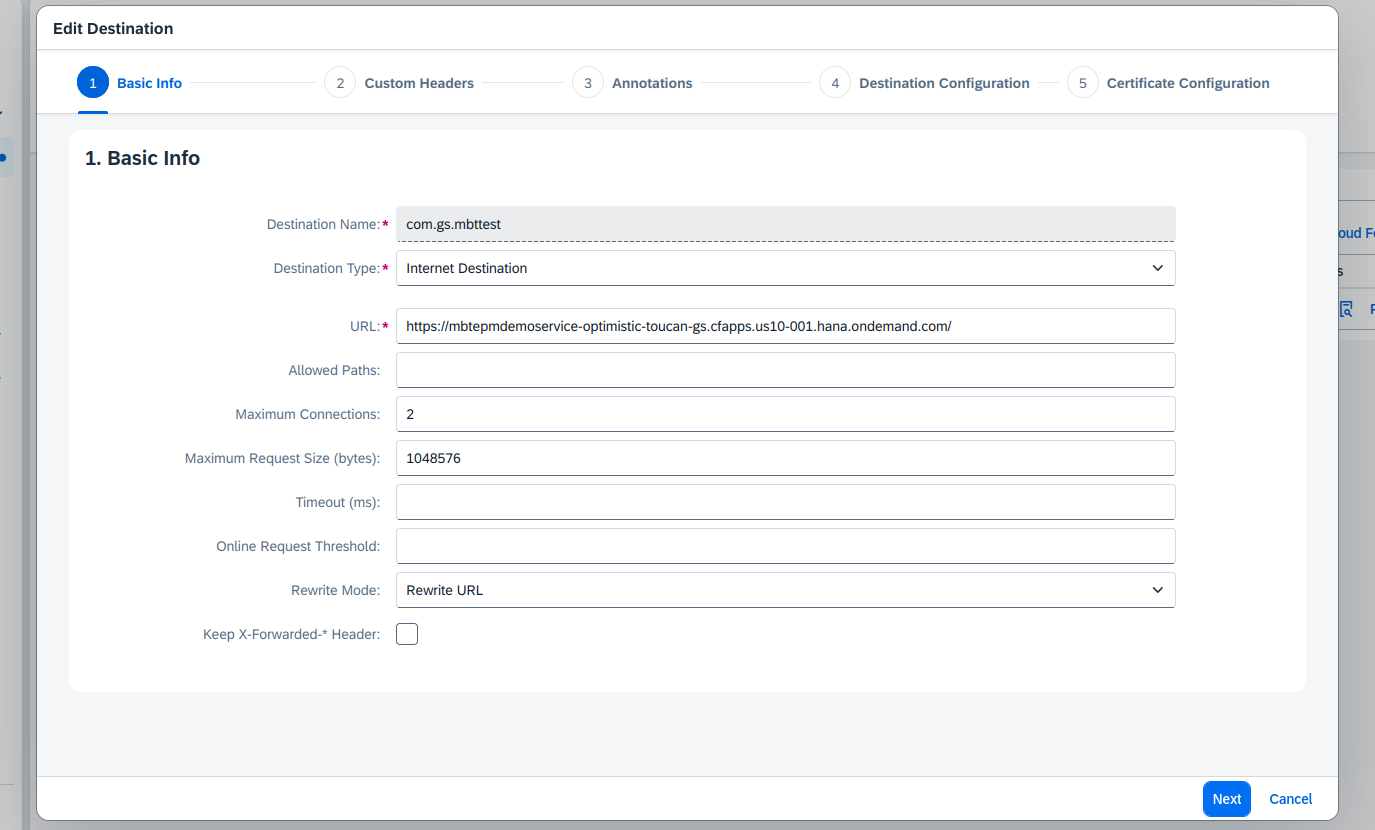 Edit Destination
1 Basic Info 2 Custom Headers 3 Annotations 4 Destination Configuration 5 Certificate Configuration
1. Basic Info
Destination Name:* com.gs.mbttest
Destination Type:* Internet Destination
URL:* https://mbtepmdemoservice-optimistic-toucan-gs.cfapps.us10-001.hana.ondemand.com/
Allowed Paths:
Maximum Connections: 2
Maximum Request Size (bytes): 1048576
Timeout (ms):
Online Request Threshold:
Rewrite Mode: Rewrite URL
Keep X-Forwarded-* Header:
Next Cancel